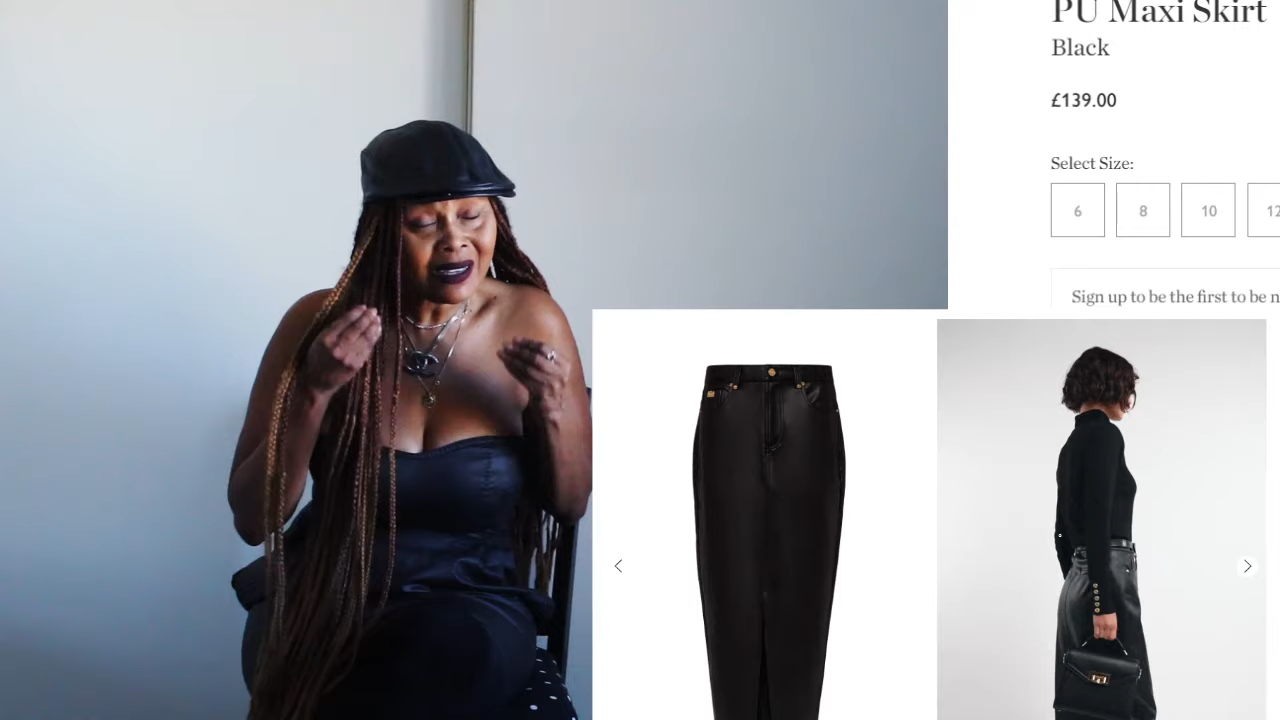 PU Maxi Skirt
Black
£139.00
Select Size:
6
8
10
12
Sign up to be the first to be n